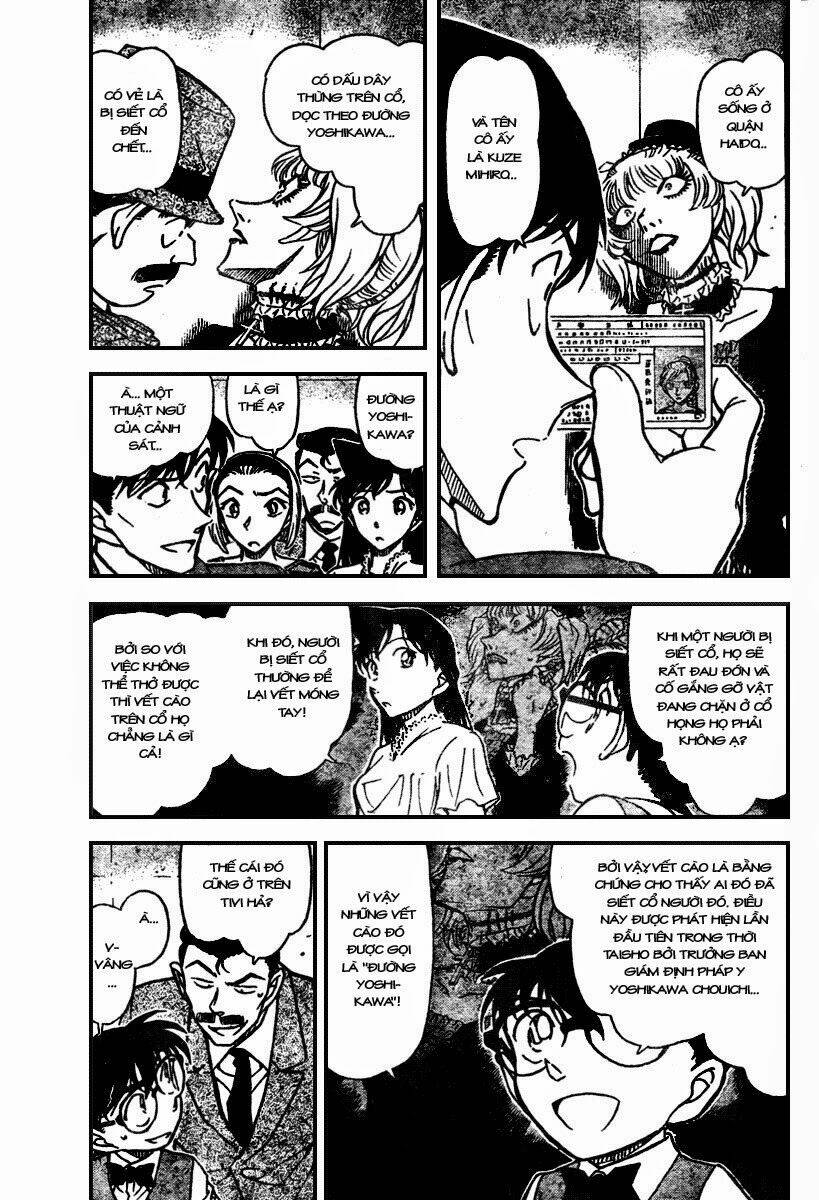 CÔ ẤY
SỐNG Ở
QUẬN
HAIDO...
VÀ TÊN
CÔ ẤY
LÀ KUZE
MIHIRO...
CÓ DẤU DÂY
THỪNG TRÊN CỔ,
DỌC THEO ĐƯỜNG
YOSHIKAWA
CÓ VẺ LÀ
BỊ SIẾT CỔ
ĐẾN
CHẾT...
ĐƯỜNG
YOSHI-
KAWA?
LÀ GÌ
THẾ Ạ?
À... MỘT
THUẬT NGỮ
CỦA CẢNH
SÁT...
KHI MỘT NGƯỜI BỊ
SIẾT CỔ, HỌ SẼ
RẤT ĐAU ĐỚN VÀ
CỐ GẮNG GỠ VẬT
ĐANG CHẶN Ở CỔ
HỌNG HỌ PHẢI
KHÔNG Ạ?
KHI ĐÓ, NGƯỜI
BỊ SIẾT CỔ
THƯỜNG ĐỂ
LẠI VẾT MÓNG
TAY!
BỞI SO VỚI
VIỆC KHÔNG
THỂ THỞ ĐƯỢC
THÌ VẾT CÀO
TRÊN CỔ HỌ
CHẲNG LÀ GÌ
CẢ!
BỞI VẬY, VẾT CÀO LÀ BẰNG
CHỨNG CHO THẤY AI ĐÓ ĐÃ
SIẾT CỔ NGƯỜI ĐÓ. ĐIỀU
NÀY ĐƯỢC PHÁT HIỆN LẦN
ĐẦU TIÊN TRONG THỜI
TAISHO BỞI TRƯỞNG BAN
GIÁM ĐỊNH PHÁP Y
YOSHIKAWA CHOUICHI...
VÌ VẬY
NHỮNG VẾT
CÀO ĐÓ
ĐƯỢC GỌI
LÀ "ĐƯỜNG
YOSHI-
KAWA"!
THẾ CÁI ĐÓ
CŨNG Ở TRÊN
TIVI HẢ?
À...
V-
VÂNG
...